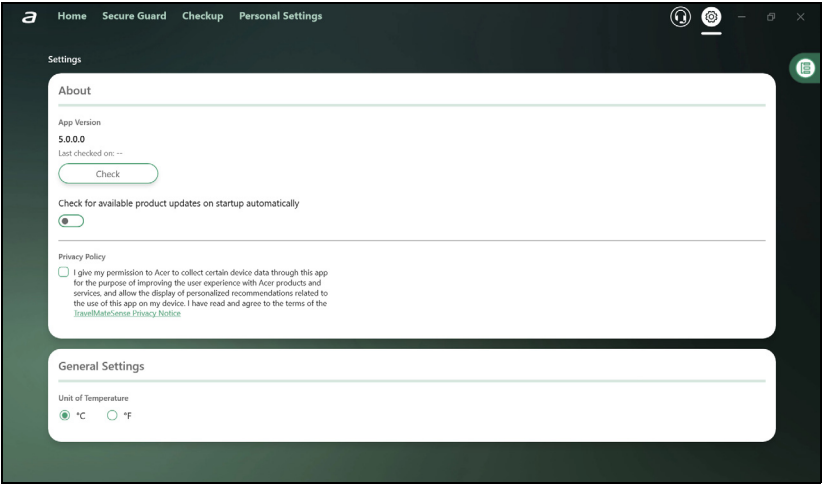 a Home Secure Guard Checkup Personal Settings
Settings
About
App Version
5.0.0.0
Last checked on: --
Check
Check for available product updates on startup automatically
Privacy Policy
I give my permission to Acer to collect certain device data through this app
for the purpose of improving the user experience with Acer products and
services, and allow the display of personalized recommendations related to
the use of this app on my device. I have read and agree to the terms of the
TravelMateSense Privacy Notice
General Settings
Unit of Temperature
°C °F